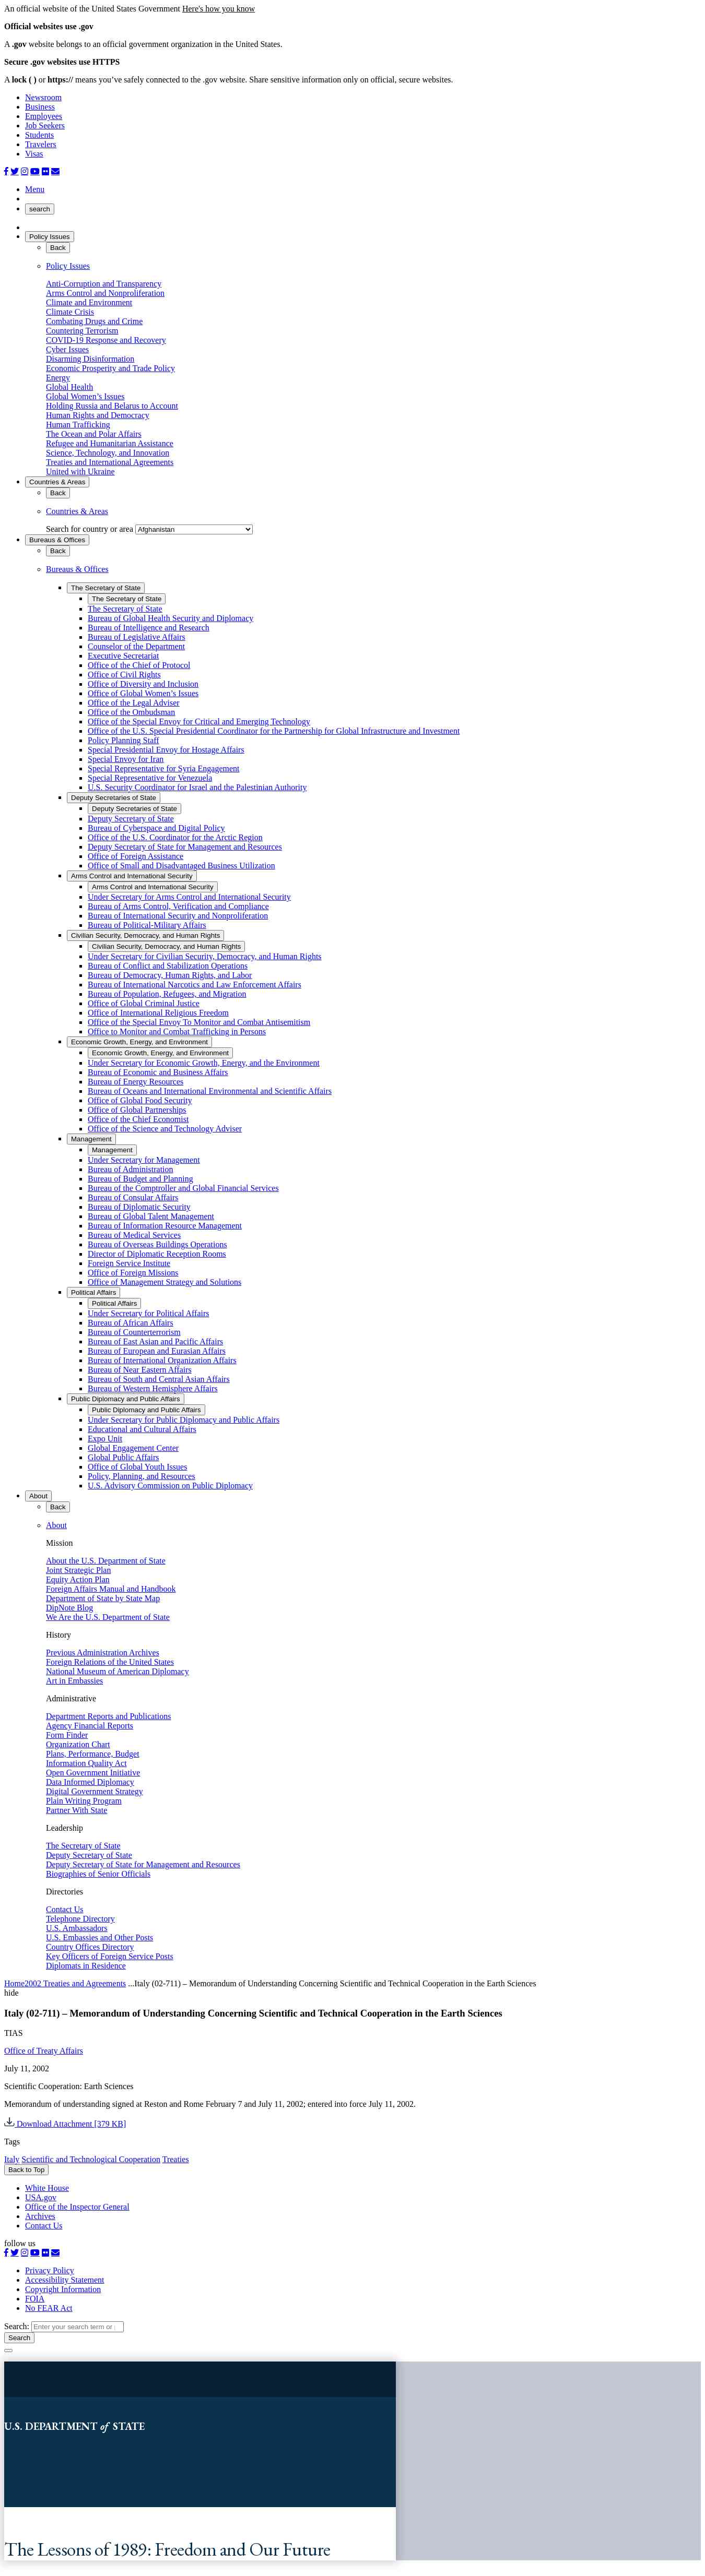 An official website of the United States Government Here's how you know
Official websites use .gov
A .gov website belongs to an official government organization in the United States.
Secure .gov websites use HTTPS
A lock ( ) or https:// means you’ve safely connected to the .gov website. Share sensitive information only on official, secure websites.
Newsroom
Business
Employees
Job Seekers
Students
Travelers
Visas
Menu
search
Policy Issues
Back
Policy Issues
Anti-Corruption and Transparency
Arms Control and Nonproliferation
Climate and Environment
Climate Crisis
Combating Drugs and Crime
Countering Terrorism
COVID-19 Response and Recovery
Cyber Issues
Disarming Disinformation
Economic Prosperity and Trade Policy
Energy
Global Health
Global Women’s Issues
Holding Russia and Belarus to Account
Human Rights and Democracy
Human Trafficking
The Ocean and Polar Affairs
Refugee and Humanitarian Assistance
Science, Technology, and Innovation
Treaties and International Agreements
United with Ukraine
Countries & Areas
Back
Countries & Areas
Search for country or area Afghanistan
Bureaus & Offices
Back
Bureaus & Offices
The Secretary of State
The Secretary of State
The Secretary of State
Bureau of Global Health Security and Diplomacy
Bureau of Intelligence and Research
Bureau of Legislative Affairs
Counselor of the Department
Executive Secretariat
Office of the Chief of Protocol
Office of Civil Rights
Office of Diversity and Inclusion
Office of Global Women’s Issues
Office of the Legal Adviser
Office of the Ombudsman
Office of the Special Envoy for Critical and Emerging Technology
Office of the U.S. Special Presidential Coordinator for the Partnership for Global Infrastructure and Investment
Policy Planning Staff
Special Presidential Envoy for Hostage Affairs
Special Envoy for Iran
Special Representative for Syria Engagement
Special Representative for Venezuela
U.S. Security Coordinator for Israel and the Palestinian Authority
Deputy Secretaries of State
Deputy Secretaries of State
Deputy Secretary of State
Bureau of Cyberspace and Digital Policy
Office of the U.S. Coordinator for the Arctic Region
Deputy Secretary of State for Management and Resources
Office of Foreign Assistance
Office of Small and Disadvantaged Business Utilization
Arms Control and International Security
Arms Control and International Security
Under Secretary for Arms Control and International Security
Bureau of Arms Control, Verification and Compliance
Bureau of International Security and Nonproliferation
Bureau of Political-Military Affairs
Civilian Security, Democracy, and Human Rights
Civilian Security, Democracy, and Human Rights
Under Secretary for Civilian Security, Democracy, and Human Rights
Bureau of Conflict and Stabilization Operations
Bureau of Democracy, Human Rights, and Labor
Bureau of International Narcotics and Law Enforcement Affairs
Bureau of Population, Refugees, and Migration
Office of Global Criminal Justice
Office of International Religious Freedom
Office of the Special Envoy To Monitor and Combat Antisemitism
Office to Monitor and Combat Trafficking in Persons
Economic Growth, Energy, and Environment
Economic Growth, Energy, and Environment
Under Secretary for Economic Growth, Energy, and the Environment
Bureau of Economic and Business Affairs
Bureau of Energy Resources
Bureau of Oceans and International Environmental and Scientific Affairs
Office of Global Food Security
Office of Global Partnerships
Office of the Chief Economist
Office of the Science and Technology Adviser
Management
Management
Under Secretary for Management
Bureau of Administration
Bureau of Budget and Planning
Bureau of the Comptroller and Global Financial Services
Bureau of Consular Affairs
Bureau of Diplomatic Security
Bureau of Global Talent Management
Bureau of Information Resource Management
Bureau of Medical Services
Bureau of Overseas Buildings Operations
Director of Diplomatic Reception Rooms
Foreign Service Institute
Office of Foreign Missions
Office of Management Strategy and Solutions
Political Affairs
Political Affairs
Under Secretary for Political Affairs
Bureau of African Affairs
Bureau of Counterterrorism
Bureau of East Asian and Pacific Affairs
Bureau of European and Eurasian Affairs
Bureau of International Organization Affairs
Bureau of Near Eastern Affairs
Bureau of South and Central Asian Affairs
Bureau of Western Hemisphere Affairs
Public Diplomacy and Public Affairs
Public Diplomacy and Public Affairs
Under Secretary for Public Diplomacy and Public Affairs
Educational and Cultural Affairs
Expo Unit
Global Engagement Center
Global Public Affairs
Office of Global Youth Issues
Policy, Planning, and Resources
U.S. Advisory Commission on Public Diplomacy
About
Back
About
Mission
About the U.S. Department of State
Joint Strategic Plan
Equity Action Plan
Foreign Affairs Manual and Handbook
Department of State by State Map
DipNote Blog
We Are the U.S. Department of State
History
Previous Administration Archives
Foreign Relations of the United States
National Museum of American Diplomacy
Art in Embassies
Administrative
Department Reports and Publications
Agency Financial Reports
Form Finder
Organization Chart
Plans, Performance, Budget
Information Quality Act
Open Government Initiative
Data Informed Diplomacy
Digital Government Strategy
Plain Writing Program
Partner With State
Leadership
The Secretary of State
Deputy Secretary of State
Deputy Secretary of State for Management and Resources
Biographies of Senior Officials
Directories
Contact Us
Telephone Directory
U.S. Ambassadors
U.S. Embassies and Other Posts
Country Offices Directory
Key Officers of Foreign Service Posts
Diplomats in Residence
Home2002 Treaties and Agreements ...Italy (02-711) – Memorandum of Understanding Concerning Scientific and Technical Cooperation in the Earth Sciences
hide
Italy (02-711) – Memorandum of Understanding Concerning Scientific and Technical Cooperation in the Earth Sciences
TIAS
Office of Treaty Affairs
July 11, 2002
Scientific Cooperation: Earth Sciences
Memorandum of understanding signed at Reston and Rome February 7 and July 11, 2002; entered into force July 11, 2002.
Download Attachment [379 KB]
Tags
Italy Scientific and Technological Cooperation Treaties
Back to Top
White House
USA.gov
Office of the Inspector General
Archives
Contact Us
follow us
Privacy Policy
Accessibility Statement
Copyright Information
FOIA
No FEAR Act
Search: Enter your search term or
Search
U.S. DEPARTMENT of STATE
The Lessons of 1989: Freedom and Our Future